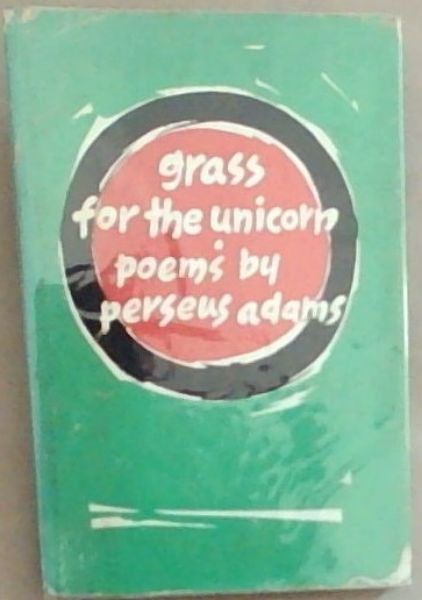 grass
for the unicorn
poems by
perseus adams